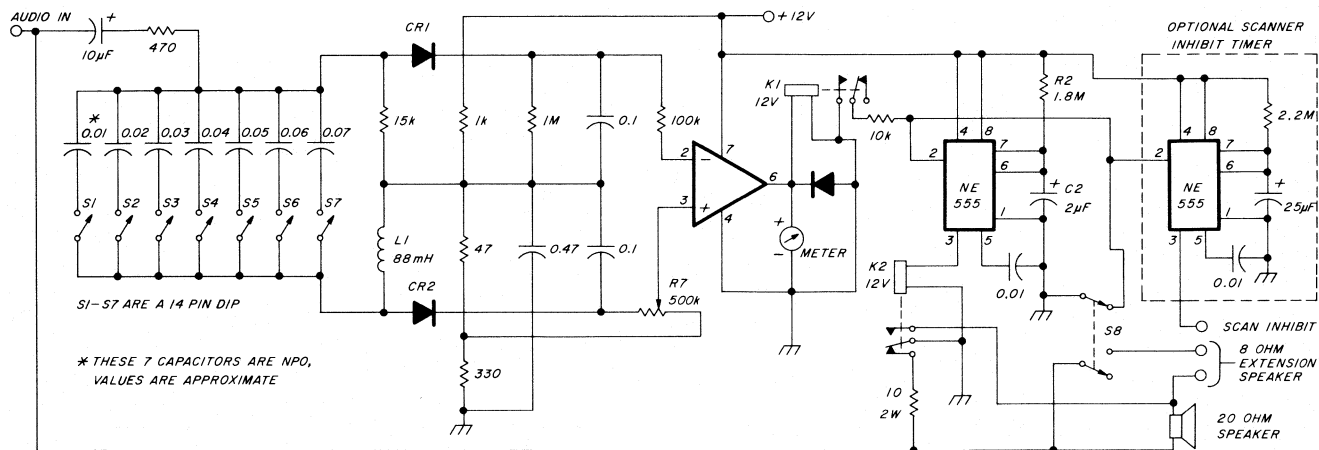 AUDIO IN
+
10μF
470
CR1
+12V
OPTIONAL SCANNER
INHIBIT TIMER
*
0.01
0.02
0.03
0.04
0.05
0.06
0.07
15k
1k
1M
0.1
100k
K1
12V
10k
R2
1.8M
2.2M
4
8
7
6
2
NE
555
1
3
5
+
C2
2μF
0.01
4
8
7
6
2
NE
555
1
3
5
+
25μF
0.01
2
−
7
6
3
+
4
+
METER
−
S1
S2
S3
S4
S5
S6
S7
L1
88mH
47
0.47
0.1
CR2
R7
500k
K2
12V
S1-S7 ARE A 14 PIN DIP
* THESE 7 CAPACITORS ARE NPO,
VALUES ARE APPROXIMATE
330
10
2W
S8
SCAN INHIBIT
8 OHM
EXTENSION
SPEAKER
20 OHM
SPEAKER